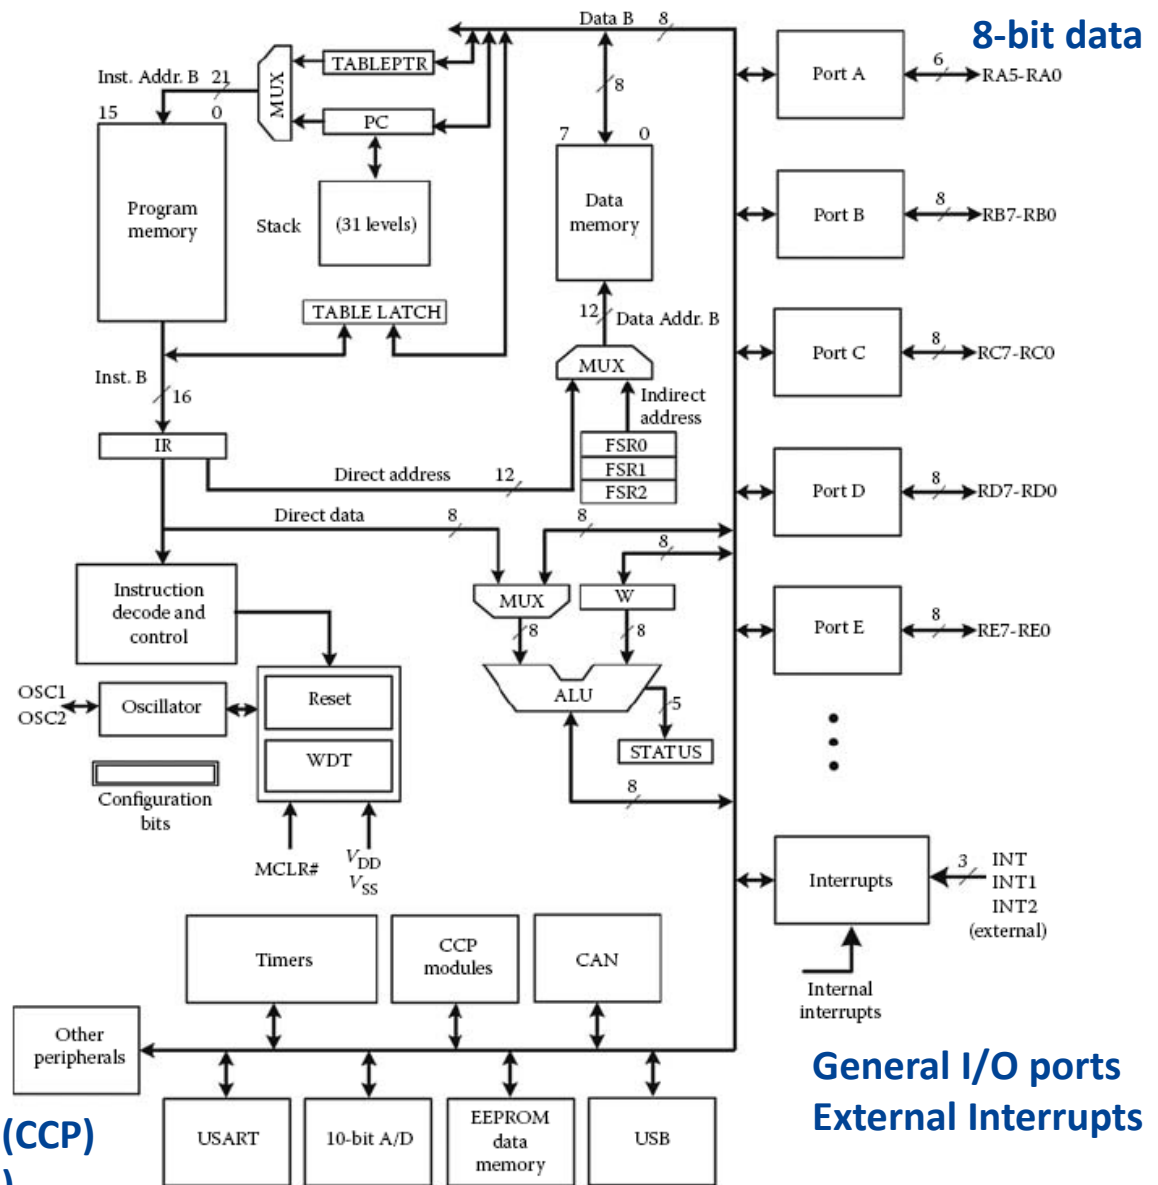 Data B 8
8-bit data
TABLEPTR
Inst. Addr. B 21
MUX
PC
15 0
Program
memory
Stack
(31 levels)
8
7 0
Data
memory
Port A
6
RA5-RA0
Port B
8
RB7-RB0
TABLE LATCH
12
Data Addr. B
MUX
Port C
8
RC7-RC0
Inst. B
16
Indirect
address
IR
FSR0
FSR1
FSR2
Direct address 12
Port D
8
RD7-RD0
Direct data 8
8
8
Instruction
decode and
control
MUX
W
8
8
Port E
8
RE7-RE0
ALU
5
STATUS
8
OSC1
OSC2
Oscillator
Reset
WDT
Configuration
bits
MCLR#
VDD
VSS
Interrupts
3
INT
INT1
INT2
(external)
Internal
interrupts
Timers
CCP
modules
CAN
Other
peripherals
USART
10-bit A/D
EEPROM
data
memory
USB
General I/O ports
External Interrupts
(CCP)
)